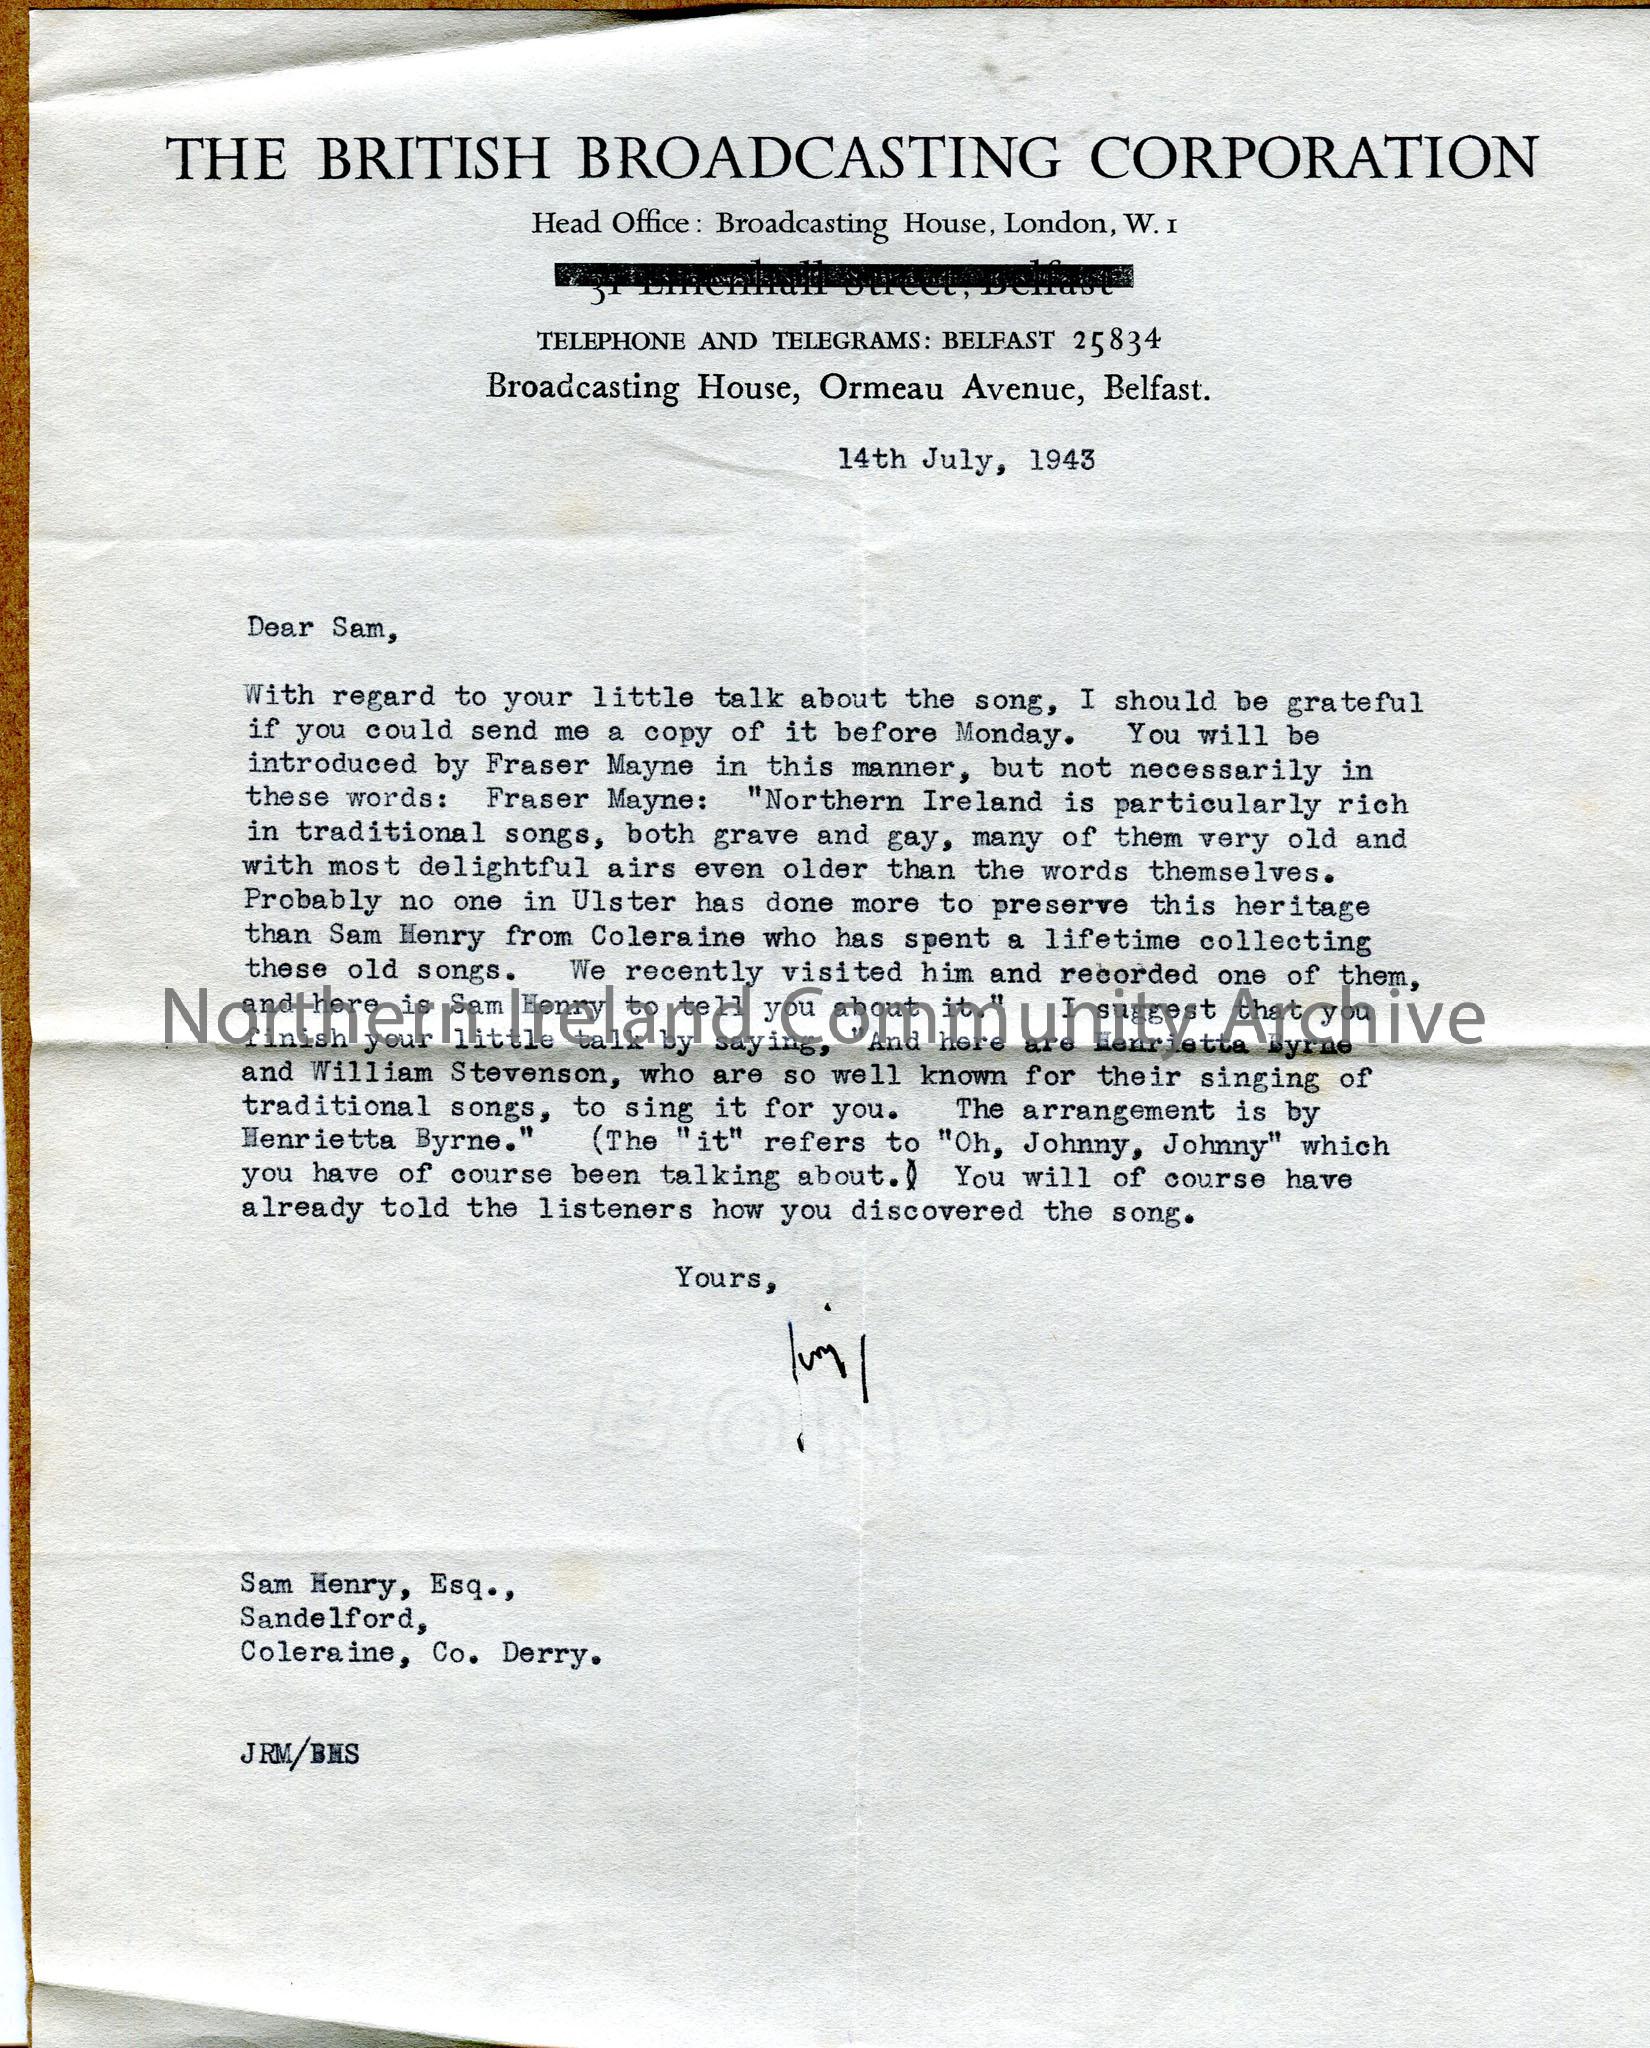 THE BRITISH BROADCASTING CORPORATION
Head Office: Broadcasting House, London, W. 1
31 Linenhall Street, Belfast
TELEPHONE AND TELEGRAMS: BELFAST 25834
Broadcasting House, Ormeau Avenue, Belfast.
14th July, 1943
Dear Sam,
With regard to your little talk about the song, I should be grateful
if you could send me a copy of it before Monday. You will be
introduced by Fraser Mayne in this manner, but not necessarily in
these words: Fraser Mayne: "Northern Ireland is particularly rich
in traditional songs, both grave and gay, many of them very old and
with most delightful airs even older than the words themselves.
Probably no one in Ulster has done more to preserve this heritage
than Sam Henry from Coleraine who has spent a lifetime collecting
these old songs. We recently visited him and recorded one of them,
and here is Sam Henry to tell you about it." I suggest that you
Northern Ireland Community Archive
finish your little talk by saying, "And here are Henrietta Byrne
and William Stevenson, who are so well known for their singing of
traditional songs, to sing it for you. The arrangement is by
Henrietta Byrne." (The "it" refers to "Oh, Johnny, Johnny" which
you have of course been talking about.) You will of course have
already told the listeners how you discovered the song.
Yours,
Sam Henry, Esq.,
Sandelford,
Coleraine, Co. Derry.
JRM/BHS